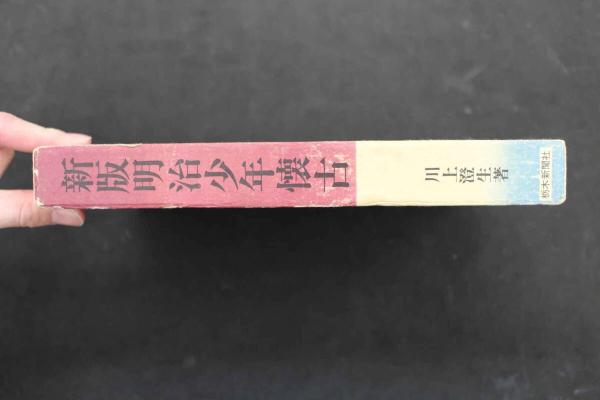 新版明治少年懐古
川上澄生著
栃木新聞社